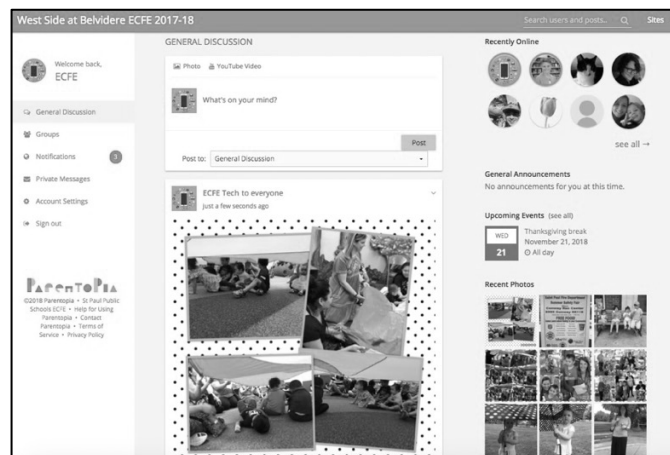 West Side at Belvidere ECFE 2017-18
Search users and posts..
Sites
Welcome back,
ECFE
General Discussion
Groups
Notifications
3
Private Messages
Account Settings
Sign out
PARENTOPIA
©2018 Parentopia • St Paul Public
Schools ECFE • Help for Using
Parentopia • Contact
Parentopia • Terms of
Service • Privacy Policy
GENERAL DISCUSSION
Photo
YouTube Video
What's on your mind?
Post
Post to:
General Discussion
ECFE Tech to everyone
Just a few seconds ago
Recently Online
see all →
General Announcements
No announcements for you at this time.
Upcoming Events (see all)
WED
21
Thanksgiving break
November 21, 2018
All day
Recent Photos